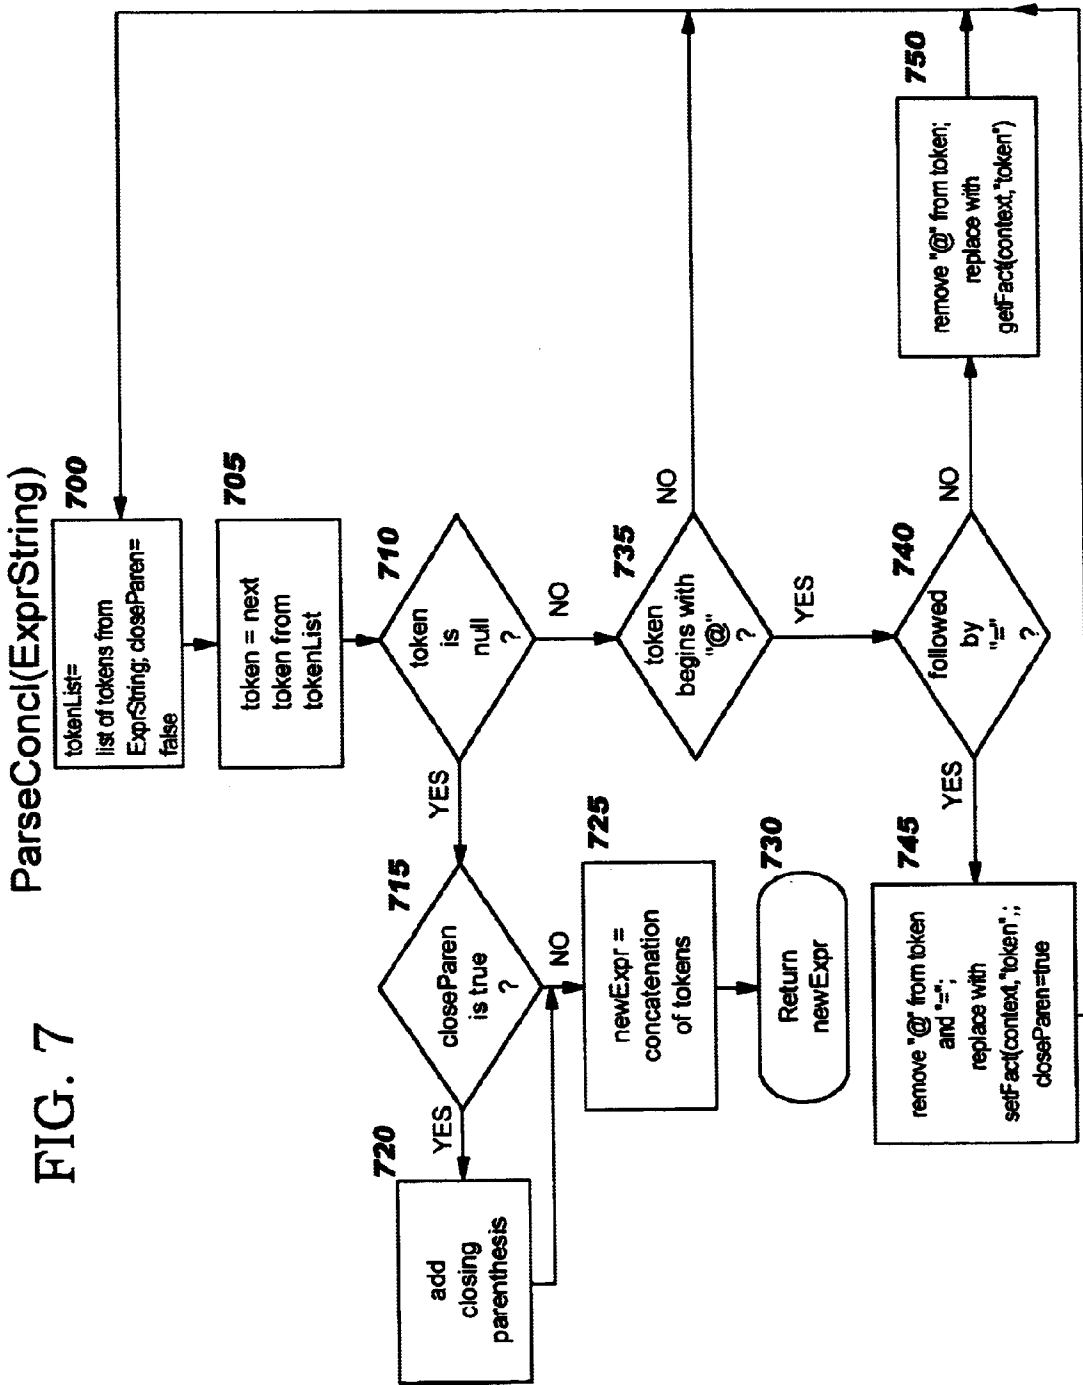 FIG. 7
ParseConcl(ExprString)
700
tokenList=
list of tokens from
ExprString; closeParen=
false
705
token = next
token from
tokenList
710
token
is
null
?
YES
NO
715
closeParen
is true
?
YES
NO
720
add
closing
parenthesis
725
newExpr =
concatenation
of tokens
730
Return
newExpr
735
token
begins with
"@"
?
NO
YES
740
followed
by
"="
?
YES
NO
745
remove "@" from token
and "=";
replace with
setFact(context,"token",;
closeParen=true
750
remove "@" from token;
replace with
getFact(context,"token")